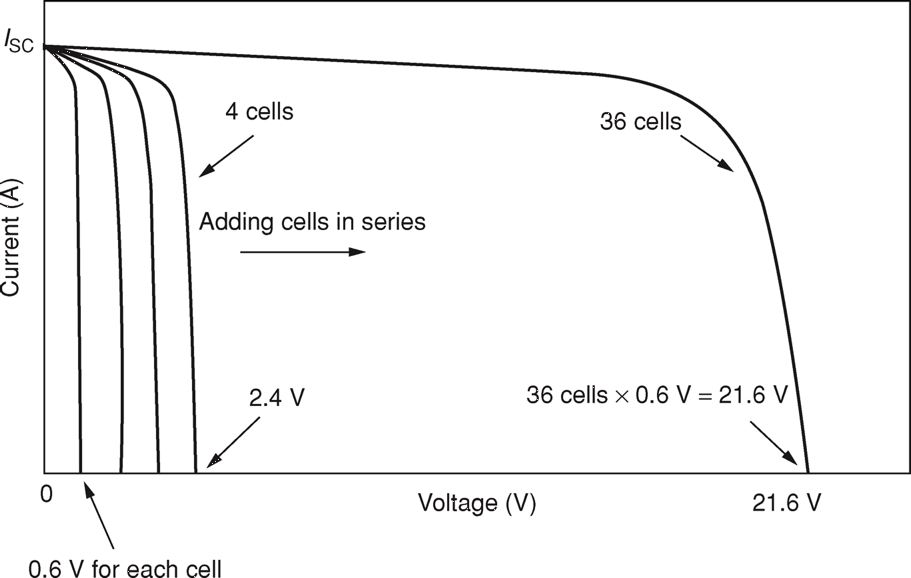 I_SC
4 cells
36 cells
Adding cells in series
Current (A)
2.4 V
36 cells × 0.6 V = 21.6 V
0
Voltage (V)
21.6 V
0.6 V for each cell